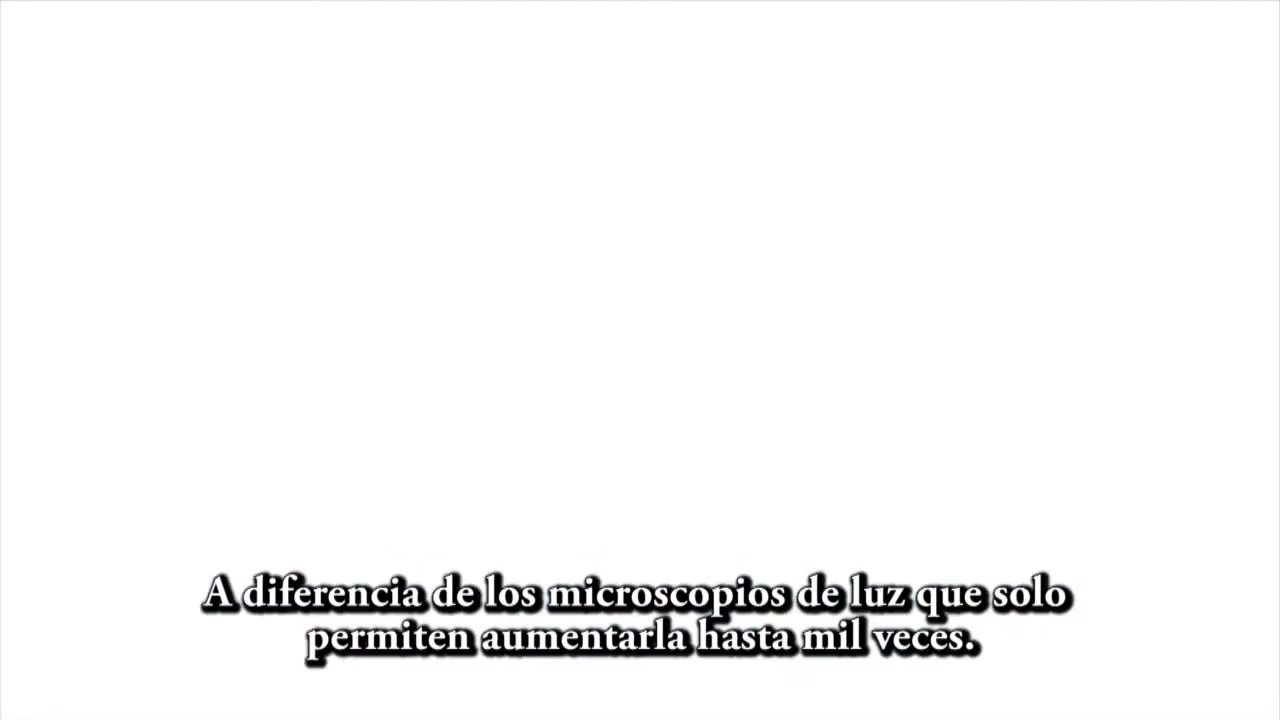 A diferencia de los microscopios de luz que solo
permiten aumentarla hasta mil veces.